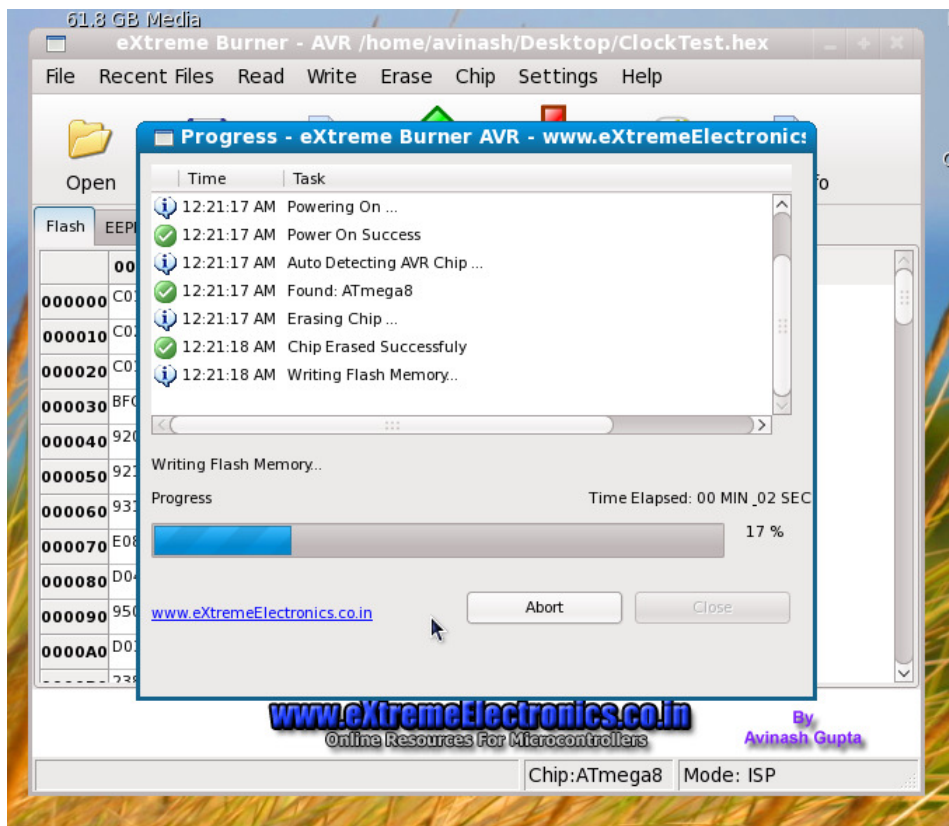 61.8 GB Media
eXtreme Burner - AVR /home/avinash/Desktop/ClockTest.hex
File Recent Files Read Write Erase Chip Settings Help
Progress - eXtreme Burner AVR - www.eXtremeElectronics
Open
Time Task
Flash
12:21:17 AM Powering On ...
12:21:17 AM Power On Success
12:21:17 AM Auto Detecting AVR Chip ...
12:21:17 AM Found: ATmega8
12:21:17 AM Erasing Chip ...
12:21:18 AM Chip Erased Successfuly
12:21:18 AM Writing Flash Memory...
00
000000
000010
000020
000030
000040
000050
000060
000070
000080
000090
0000A0
Writing Flash Memory...
Progress Time Elapsed: 00 MIN _02 SEC
17 %
www.eXtremeElectronics.co.in Abort Close
www.eXtremeElectronics.co.in
Online Resources For Microcontrollers
By
Avinash Gupta
Chip:ATmega8 Mode: ISP